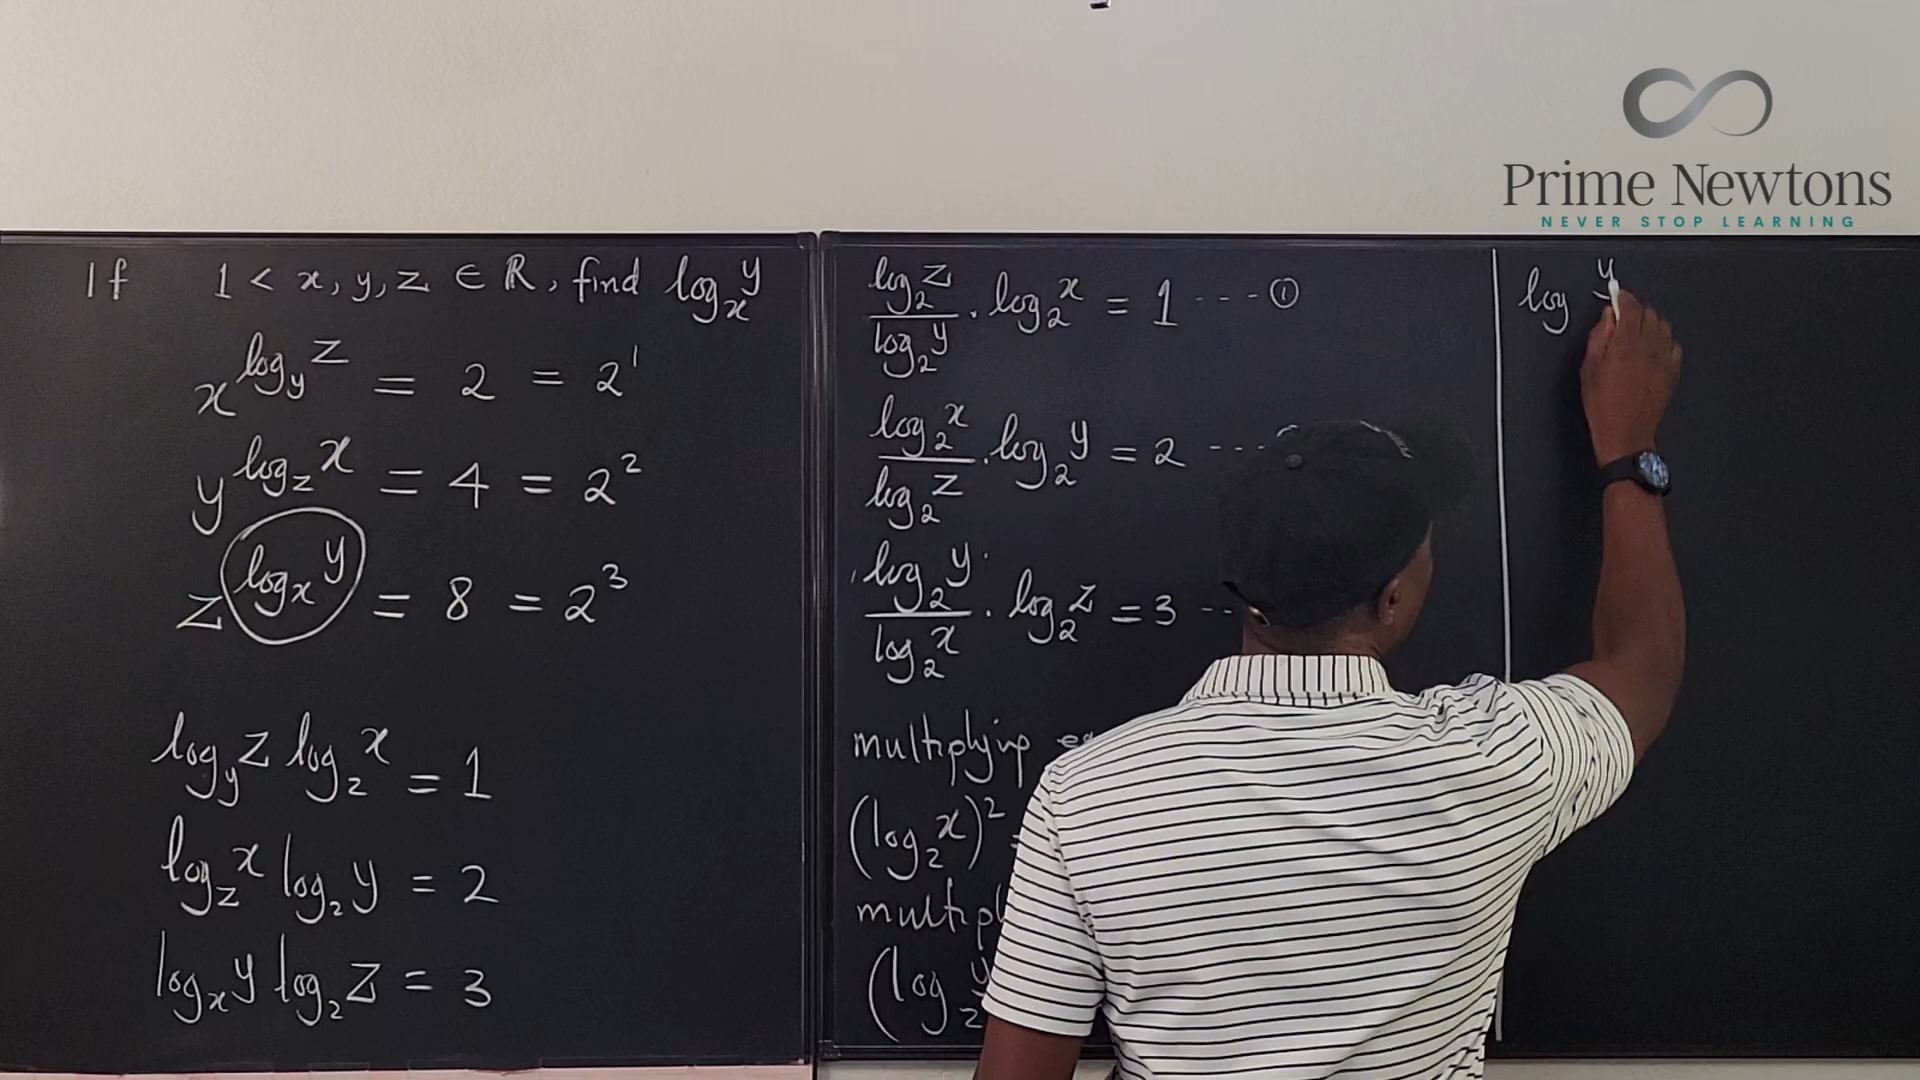 Prime Newtons
NEVER STOP LEARNING
If 1 < x, y, z ∈ ℝ, find log_x y
x^{log_y z} = 2 = 2^1
y^{log_z x} = 4 = 2^2
z^{log_x y} = 8 = 2^3
log_y z log_2 x = 1
log_z x log_2 y = 2
log_x y log_2 z = 3
log_2 z / log_2 y · log_2 x = 1 ---- ①
log_2 x / log_2 z · log_2 y = 2 ---
log_2 y / log_2 x · log_2 z = 3 --
multiplying
(log_2 x)^2
(log_2 y
log y